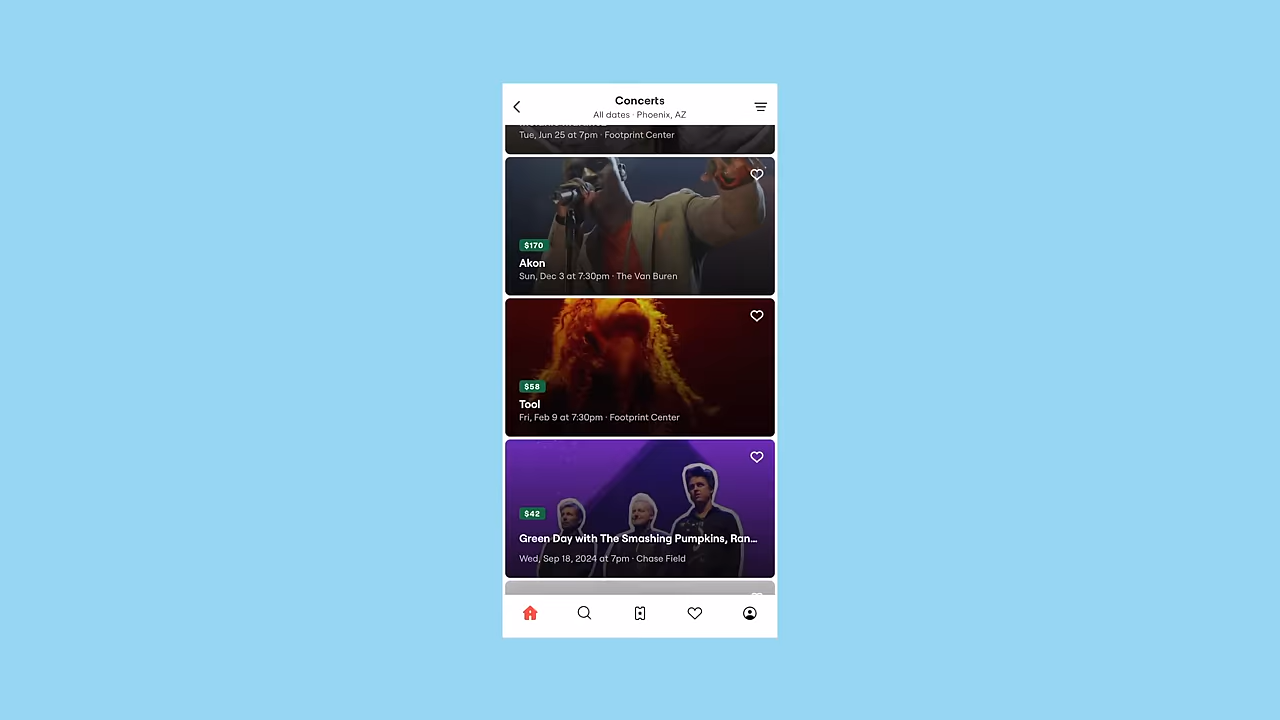 Concerts
All dates · Phoenix, AZ
Tue, Jun 25 at 7pm · Footprint Center
$170
Akon
Sun, Dec 3 at 7:30pm · The Van Buren
$58
Tool
Fri, Feb 9 at 7:30pm · Footprint Center
$42
Green Day with The Smashing Pumpkins, Ran...
Wed, Sep 18, 2024 at 7pm · Chase Field